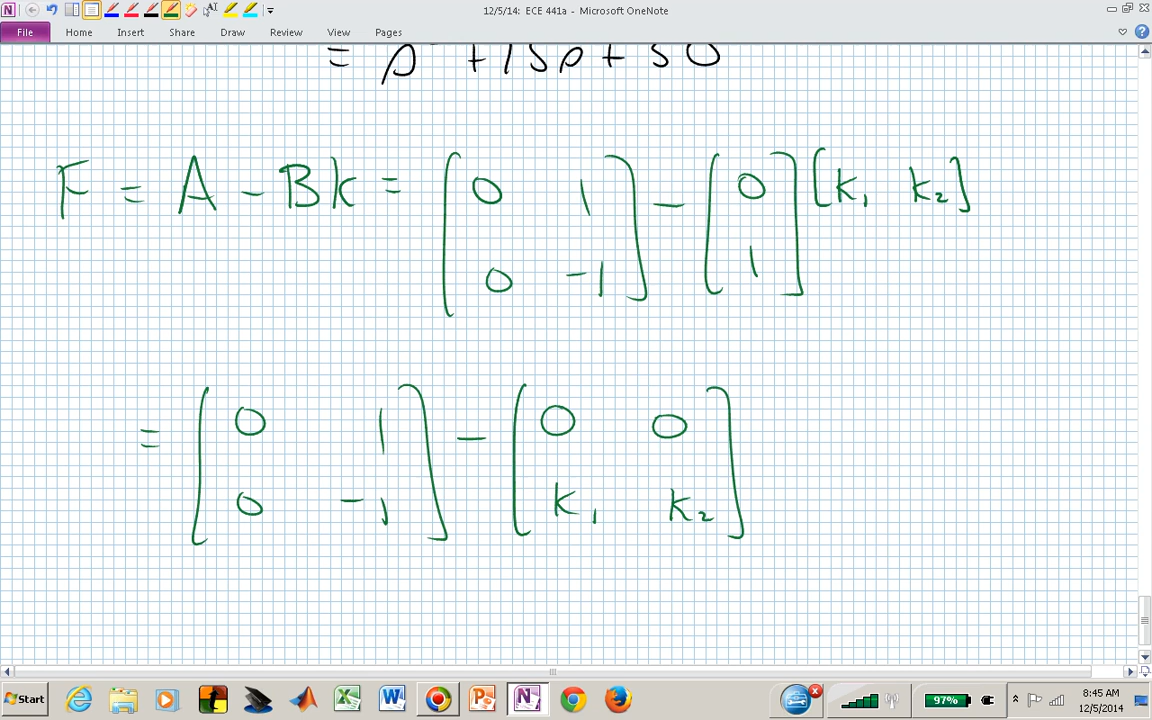 12/5/14: ECE 441a - Microsoft OneNote
File Home Insert Share Draw Review View Pages
F = A - Bk = [ 0 1 ] - [ 0 ] [ k₁ k₂ ]
0 -1 1
= [ 0 1 ] - [ 0 0 ]
0 -1 k₁ k₂
Start 97% 8:45 AM
12/5/2014